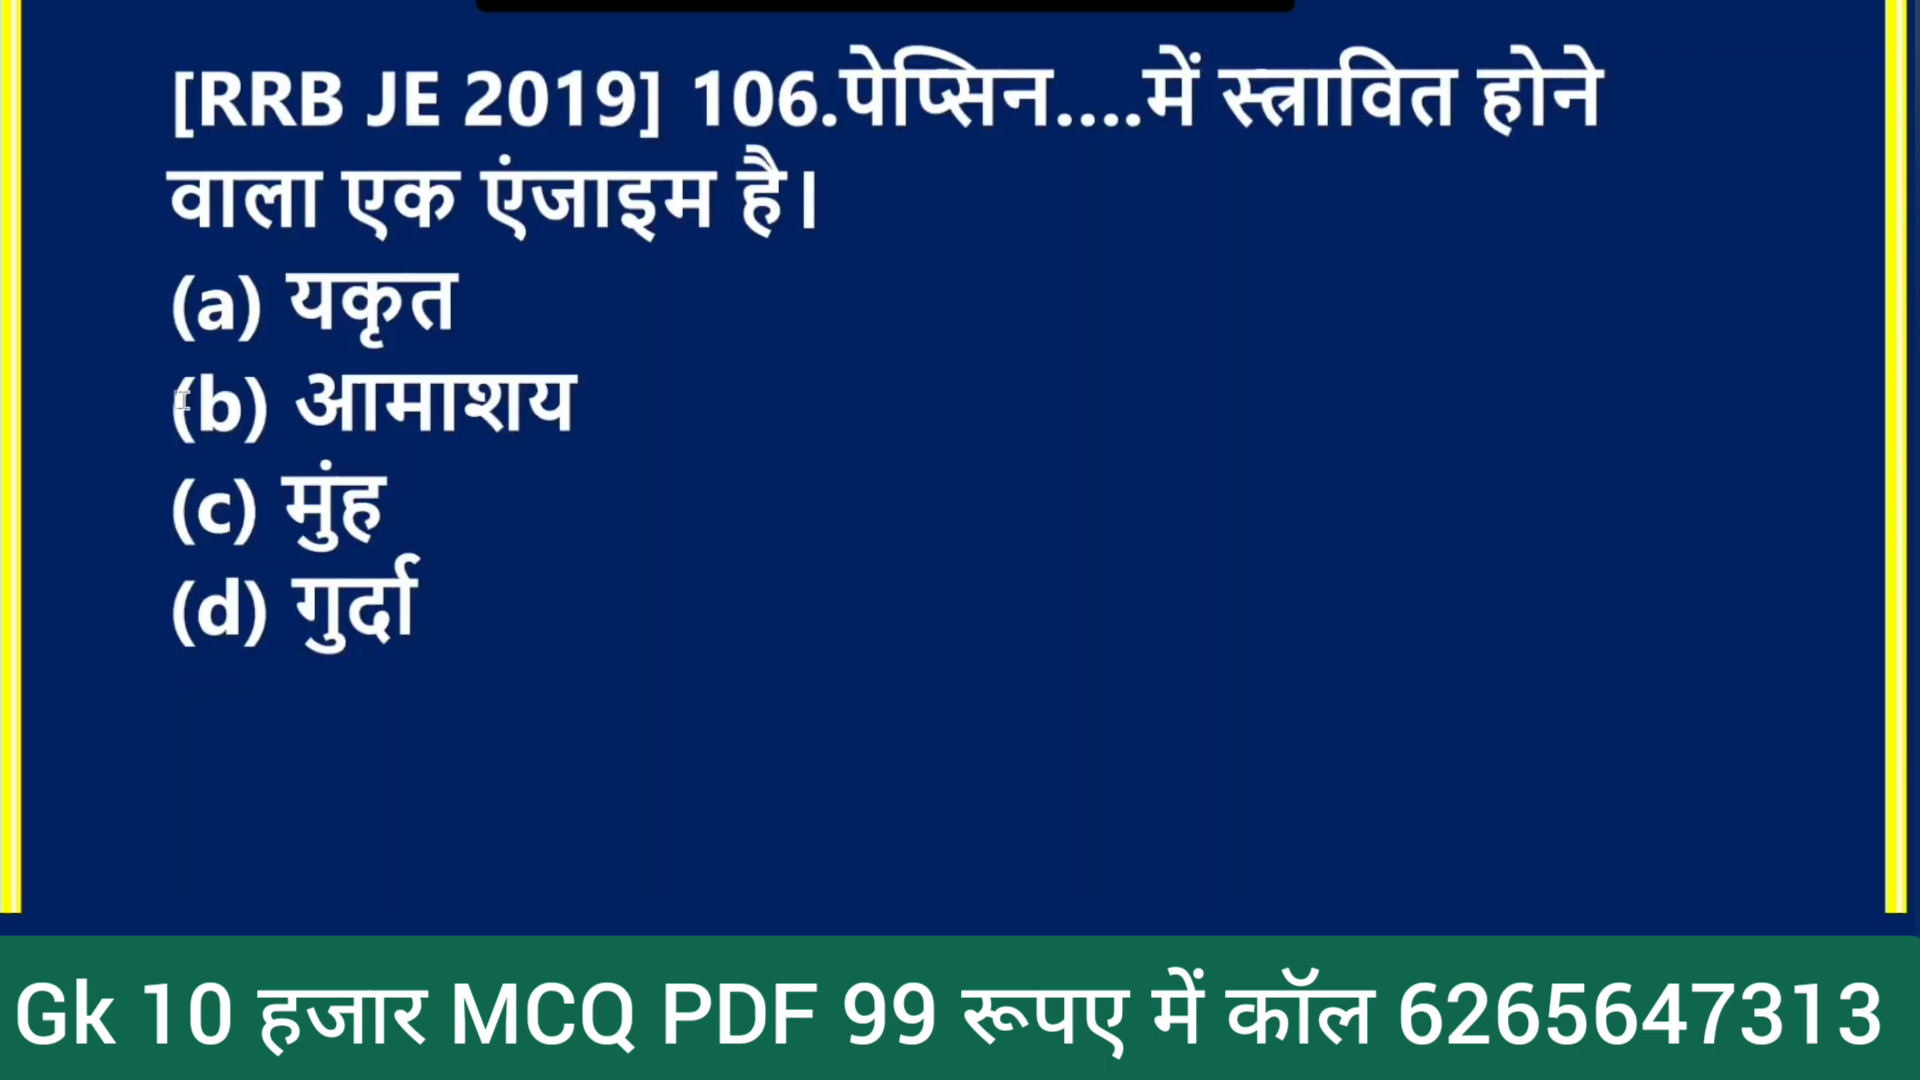 [RRB JE 2019] 106.पेप्सिन....में स्त्रावित होने
वाला एक एंजाइम है।
(a) यकृत
(b) आमाशय
(c) मुंह
(d) गुर्दा
Gk 10 हजार MCQ PDF 99 रूपए में कॉल 6265647313